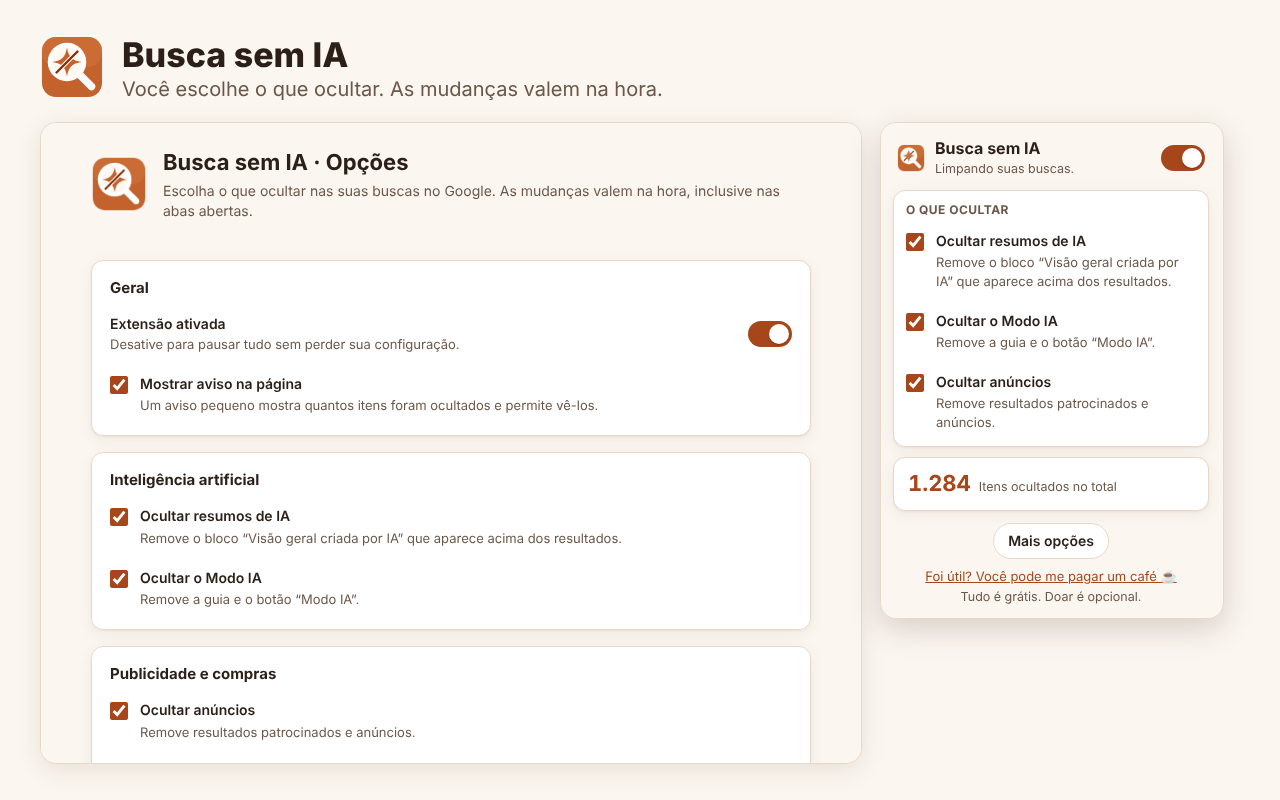 Busca sem IA
Você escolhe o que ocultar. As mudanças valem na hora.
Busca sem IA · Opções
Escolha o que ocultar nas suas buscas no Google. As mudanças valem na hora, inclusive nas
abas abertas.
Geral
Extensão ativada
Desative para pausar tudo sem perder sua configuração.
Mostrar aviso na página
Um aviso pequeno mostra quantos itens foram ocultados e permite vê-los.
Inteligência artificial
Ocultar resumos de IA
Remove o bloco “Visão geral criada por IA” que aparece acima dos resultados.
Ocultar o Modo IA
Remove a guia e o botão “Modo IA”.
Publicidade e compras
Ocultar anúncios
Remove resultados patrocinados e anúncios.
Busca sem IA
Limpando suas buscas.
O QUE OCULTAR
Ocultar resumos de IA
Remove o bloco “Visão geral criada por
IA” que aparece acima dos resultados.
Ocultar o Modo IA
Remove a guia e o botão “Modo IA”.
Ocultar anúncios
Remove resultados patrocinados e
anúncios.
1.284 Itens ocultados no total
Mais opções
Foi útil? Você pode me pagar um café ☕
Tudo é grátis. Doar é opcional.